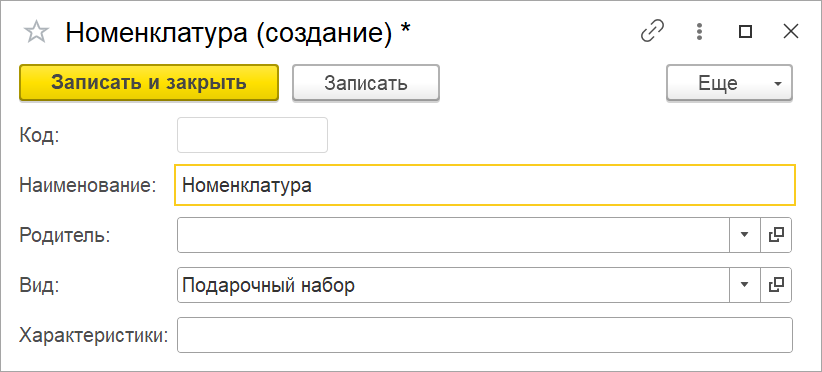 Номенклатура (создание) *
Записать и закрыть Записать Еще
Код:
Наименование: Номенклатура
Родитель:
Вид: Подарочный набор
Характеристики: